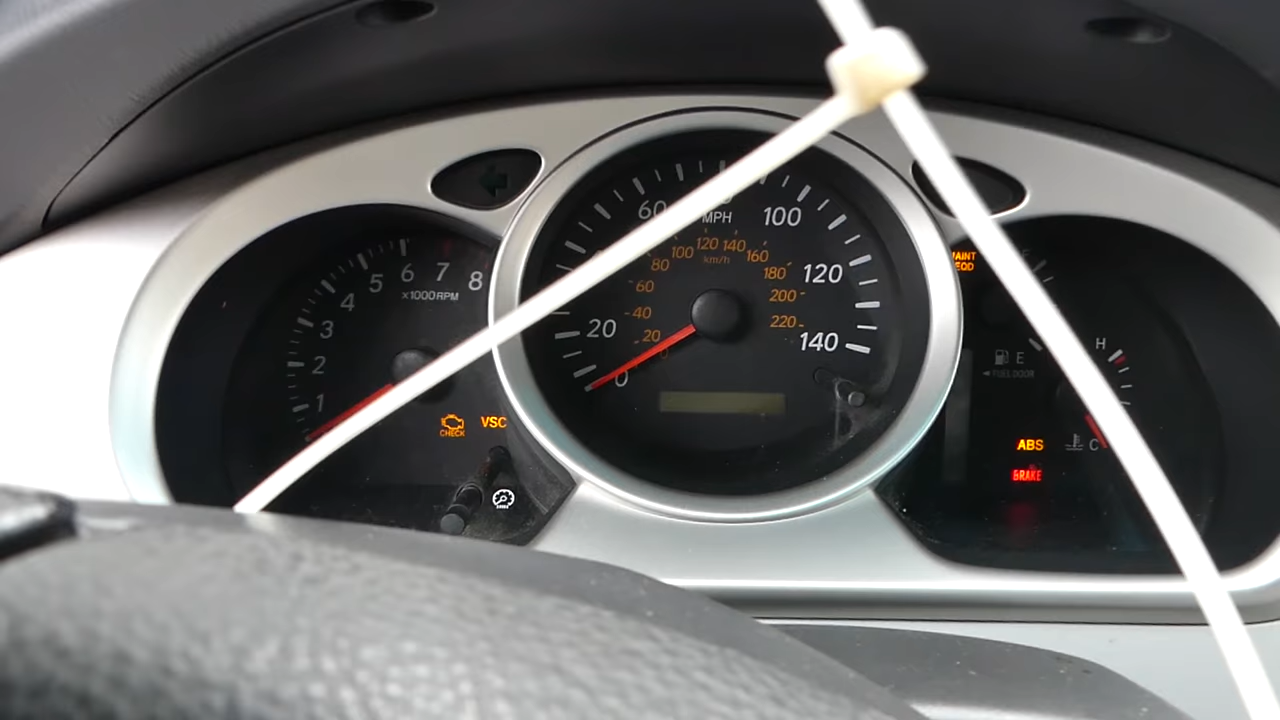 5 6 7 8
4
x1000RPM
3
2
1
CHECK
VSC
60
MPH
100
120
140
20
0
80 100 120 140 160
km/h
60
180
40
200
20
220
MAINT
REQD
E
◄FUEL DOOR
H
C
ABS
BRAKE